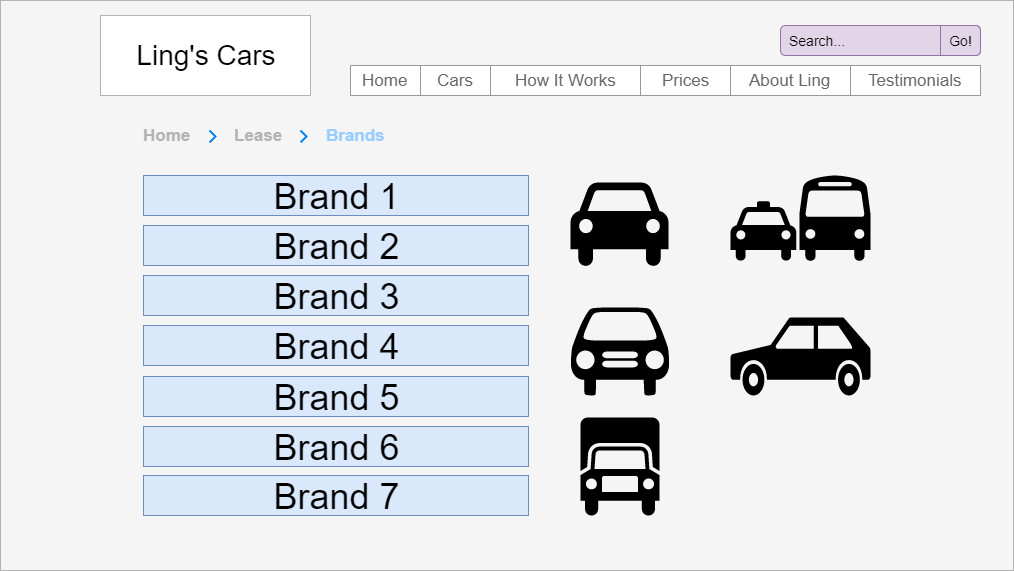 Ling's Cars
Search... Go!
Home Cars How It Works Prices About Ling Testimonials
Home Lease Brands
Brand 1
Brand 2
Brand 3
Brand 4
Brand 5
Brand 6
Brand 7